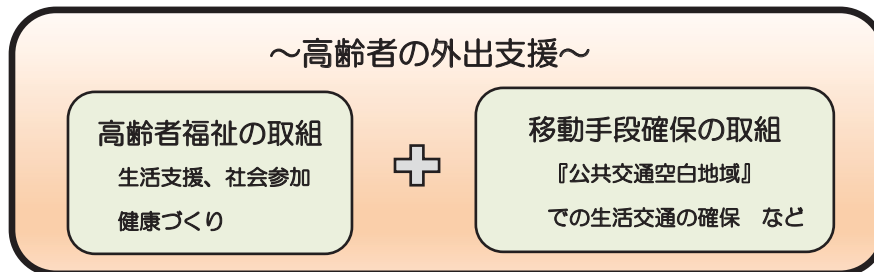 ～高齢者の外出支援～
高齢者福祉の取組
生活支援、社会参加
健康づくり
移動手段確保の取組
『公共交通空白地域』
での生活交通の確保　など